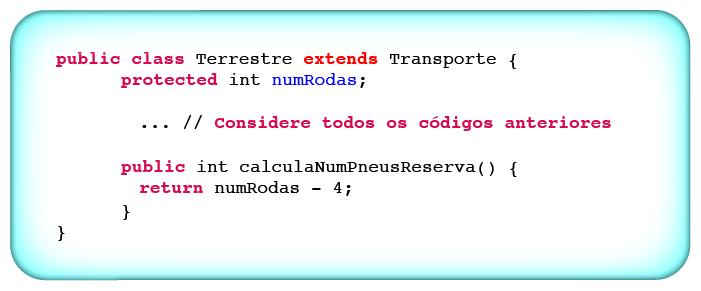 public class Terrestre extends Transporte {
protected int numRodas;
... // Considere todos os códigos anteriores
public int calculaNumPneusReserva() {
return numRodas - 4;
}
}